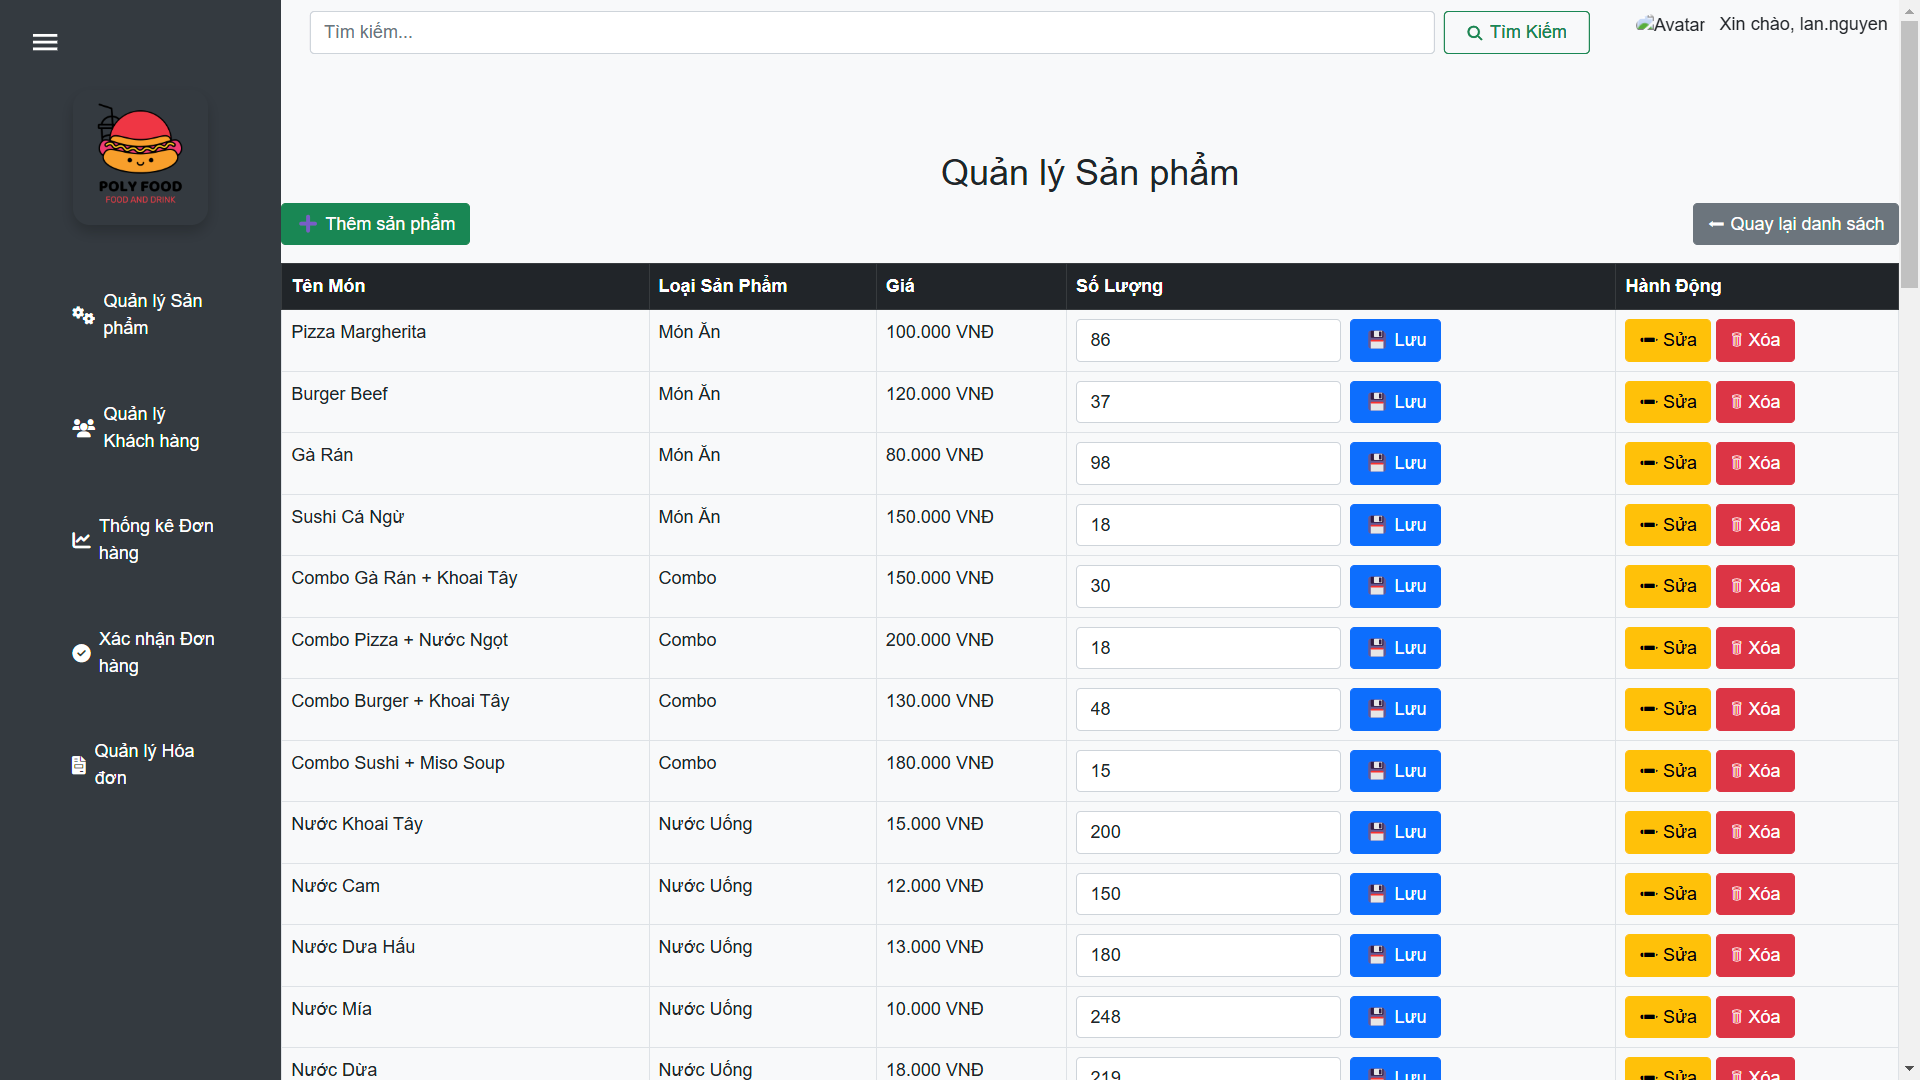 Tìm kiếm...
Tìm Kiếm
Avatar
Xin chào, lan.nguyen
POLY FOOD
FOOD AND DRINK
Quản lý Sản phẩm
Quản lý Khách hàng
Thống kê Đơn hàng
Xác nhận Đơn hàng
Quản lý Hóa đơn
Quản lý Sản phẩm
Thêm sản phẩm
Quay lại danh sách
Tên Món Loại Sản Phẩm Giá Số Lượng Hành Động
Pizza Margherita Món Ăn 100.000 VNĐ 86 Lưu Sửa Xóa
Burger Beef Món Ăn 120.000 VNĐ 37 Lưu Sửa Xóa
Gà Rán Món Ăn 80.000 VNĐ 98 Lưu Sửa Xóa
Sushi Cá Ngừ Món Ăn 150.000 VNĐ 18 Lưu Sửa Xóa
Combo Gà Rán + Khoai Tây Combo 150.000 VNĐ 30 Lưu Sửa Xóa
Combo Pizza + Nước Ngọt Combo 200.000 VNĐ 18 Lưu Sửa Xóa
Combo Burger + Khoai Tây Combo 130.000 VNĐ 48 Lưu Sửa Xóa
Combo Sushi + Miso Soup Combo 180.000 VNĐ 15 Lưu Sửa Xóa
Nước Khoai Tây Nước Uống 15.000 VNĐ 200 Lưu Sửa Xóa
Nước Cam Nước Uống 12.000 VNĐ 150 Lưu Sửa Xóa
Nước Dưa Hấu Nước Uống 13.000 VNĐ 180 Lưu Sửa Xóa
Nước Mía Nước Uống 10.000 VNĐ 248 Lưu Sửa Xóa
Nước Dừa Nước Uống 18.000 VNĐ 219 Lưu Sửa Xóa